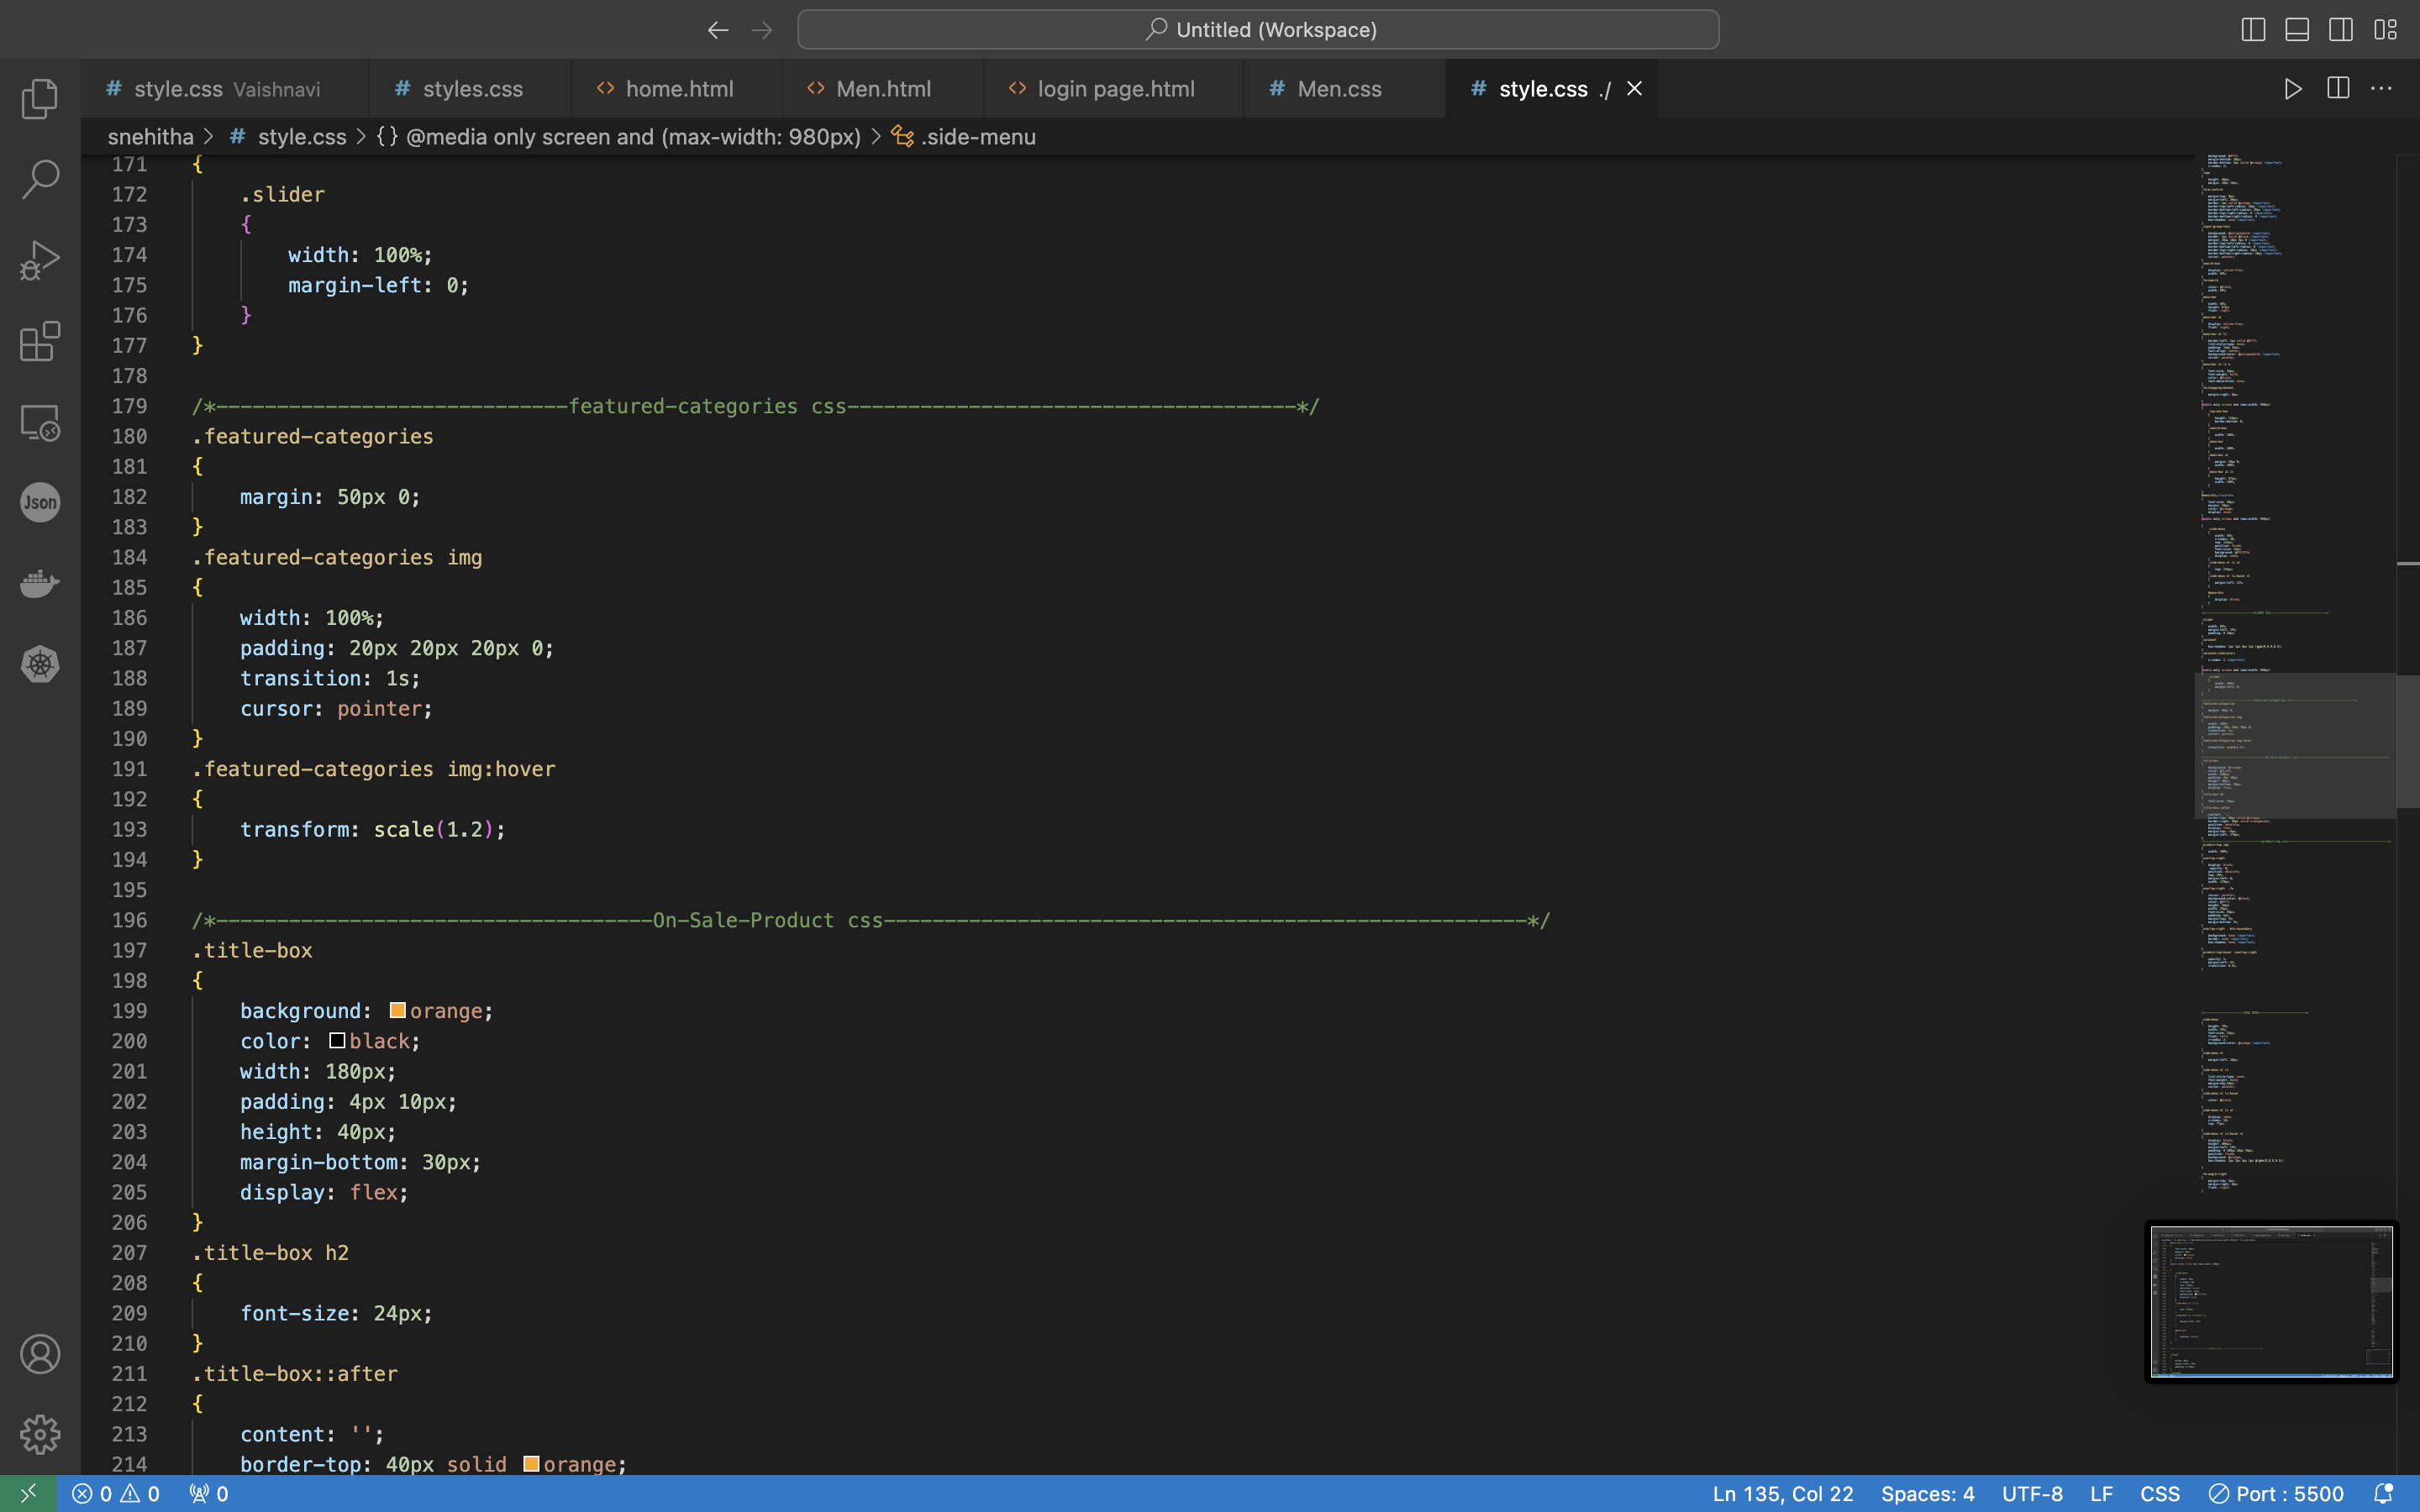 Untitled (Workspace)
# style.css Vaishnavi # styles.css <> home.html <> Men.html <> login page.html # Men.css # style.css ./
snehitha > # style.css > {} @media only screen and (max-width: 980px) > .side-menu
171 {
172 .slider
173 {
174 width: 100%;
175 margin-left: 0;
176 }
177 }
178
179 /*-----------------------------featured-categories css-------------------------------------*/
180 .featured-categories
181 {
182 margin: 50px 0;
183 }
184 .featured-categories img
185 {
186 width: 100%;
187 padding: 20px 20px 20px 0;
188 transition: 1s;
189 cursor: pointer;
190 }
191 .featured-categories img:hover
192 {
193 transform: scale(1.2);
194 }
195
196 /*------------------------------------On-Sale-Product css-----------------------------------------------------*/
197 .title-box
198 {
199 background: orange;
200 color: black;
201 width: 180px;
202 padding: 4px 10px;
203 height: 40px;
204 margin-bottom: 30px;
205 display: flex;
206 }
207 .title-box h2
208 {
209 font-size: 24px;
210 }
211 .title-box::after
212 {
213 content: '';
214 border-top: 40px solid orange;
Json
0 0 0 Ln 135, Col 22 Spaces: 4 UTF-8 LF CSS Port : 5500